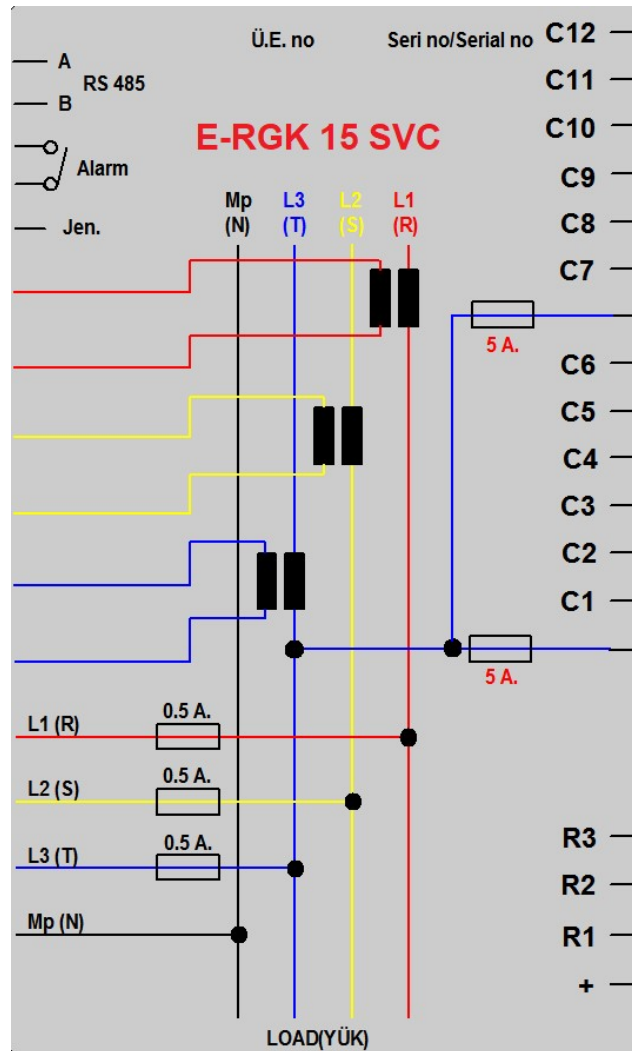 Ü.E. no
Seri no/Serial no
C12
A
RS 485
C11
B
C10
E-RGK 15 SVC
Alarm
C9
Mp
(N)
L3
(T)
L2
(S)
L1
(R)
Jen.
C8
C7
5 A.
C6
C5
C4
C3
C2
C1
5 A.
L1 (R)
0.5 A.
L2 (S)
0.5 A.
L3 (T)
0.5 A.
Mp (N)
R3
R2
R1
+
LOAD(YÜK)